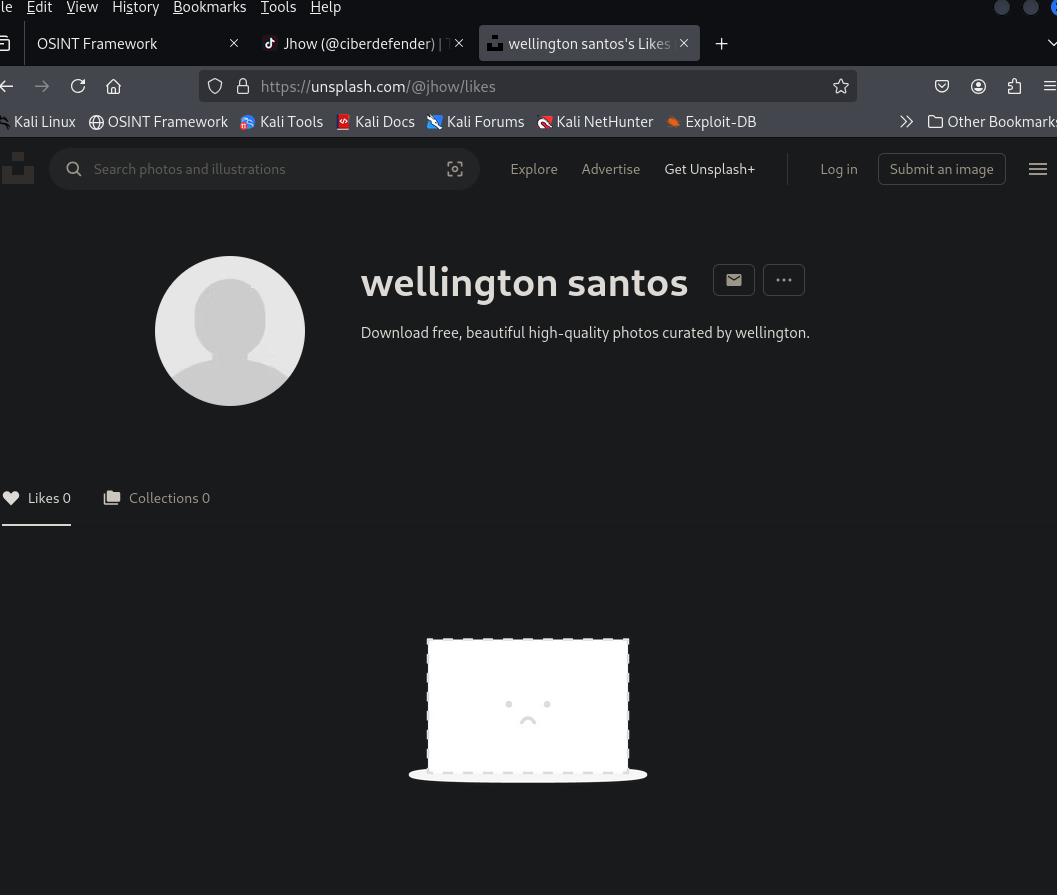 le Edit View History Bookmarks Tools Help
OSINT Framework Jhow (@ciberdefender) | T wellington santos's Likes
https://unsplash.com/@jhow/likes
Kali Linux OSINT Framework Kali Tools Kali Docs Kali Forums Kali NetHunter Exploit-DB Other Bookmarks
Search photos and illustrations Explore Advertise Get Unsplash+ Log in Submit an image
wellington santos
Download free, beautiful high-quality photos curated by wellington.
Likes 0 Collections 0